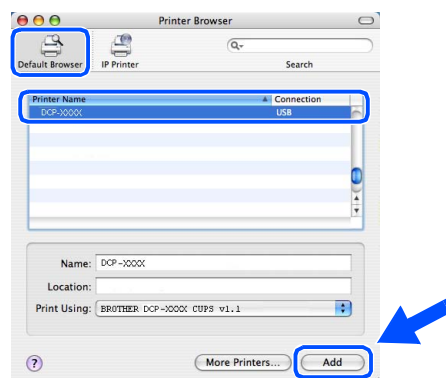 Printer Browser
Default Browser
IP Printer
Search
Printer Name
Connection
DCP-XXXX
USB
Name: DCP-XXXX
Location:
Print Using: BROTHER DCP-XXXX CUPS v1.1
?
More Printers...
Add